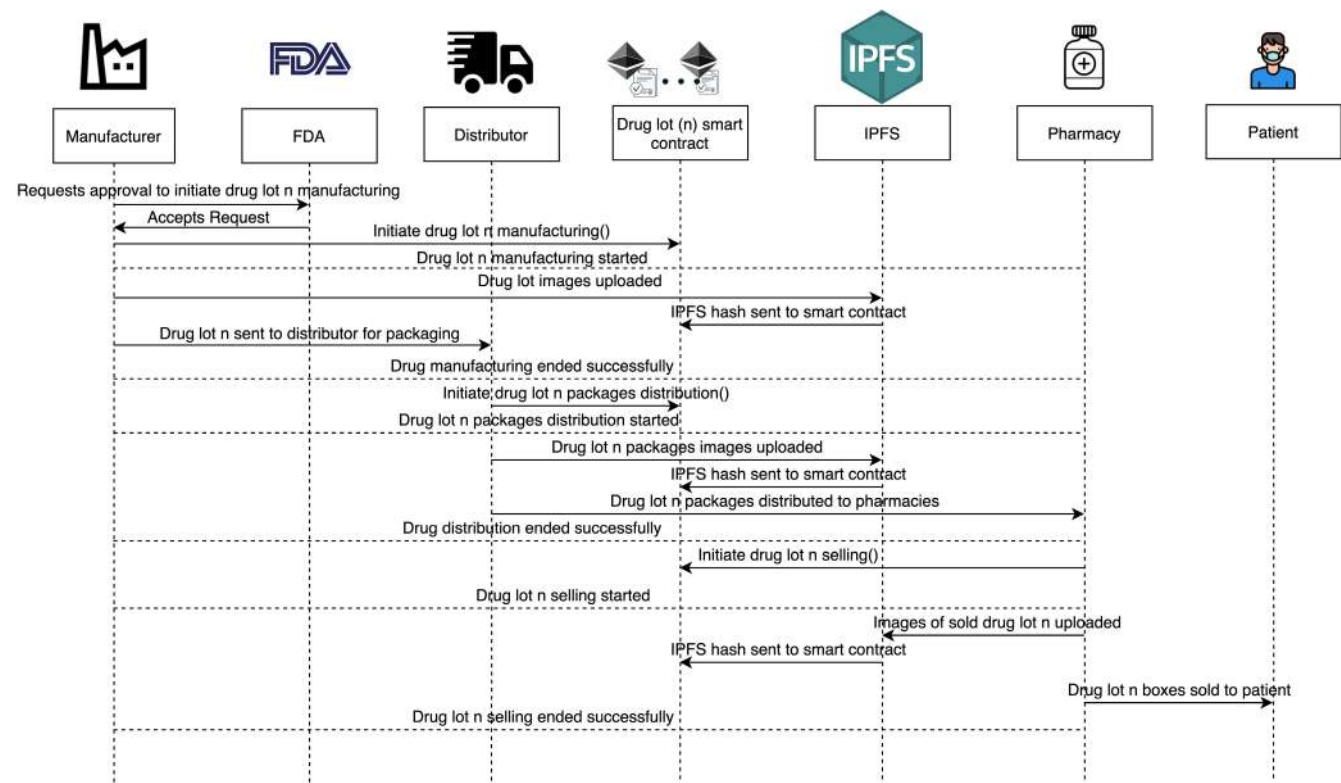 FDA
IPFS
Manufacturer
FDA
Distributor
Drug lot (n) smart
contract
IPFS
Pharmacy
Patient
Requests approval to initiate drug lot n manufacturing
Accepts Request
Initiate drug lot n manufacturing()
Drug lot n manufacturing started
Drug lot images uploaded
IPFS hash sent to smart contract
Drug lot n sent to distributor for packaging
Drug manufacturing ended successfully
Initiate drug lot n packages distribution()
Drug lot n packages distribution started
Drug lot n packages images uploaded
IPFS hash sent to smart contract
Drug lot n packages distributed to pharmacies
Drug distribution ended successfully
Initiate drug lot n selling()
Drug lot n selling started
Images of sold drug lot n uploaded
IPFS hash sent to smart contract
Drug lot n boxes sold to patient
Drug lot n selling ended successfully